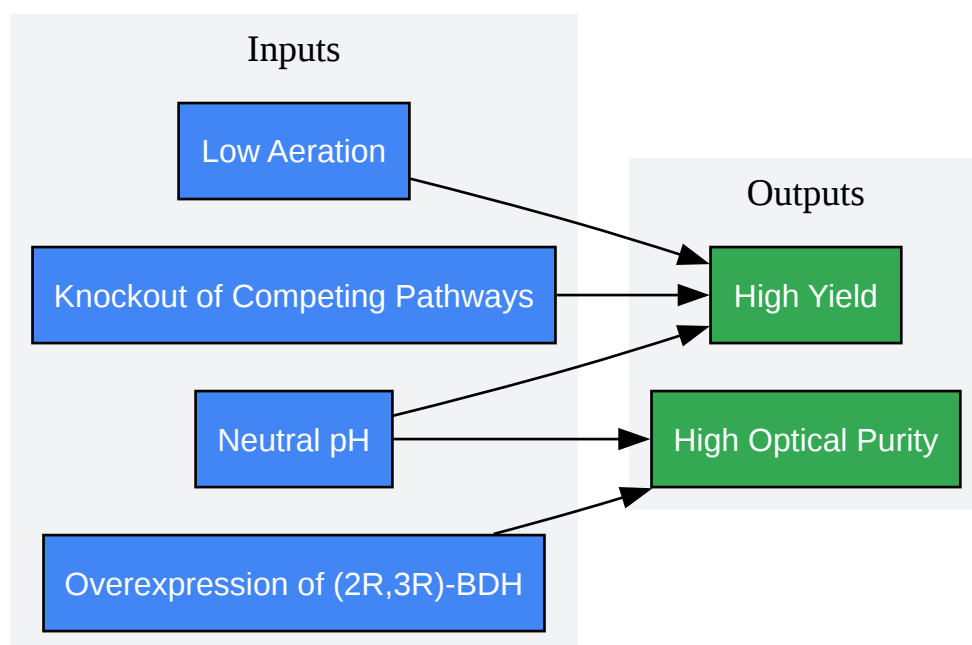 Inputs
Low Aeration
Knockout of Competing Pathways
Neutral pH
Overexpression of (2R,3R)-BDH
Outputs
High Yield
High Optical Purity